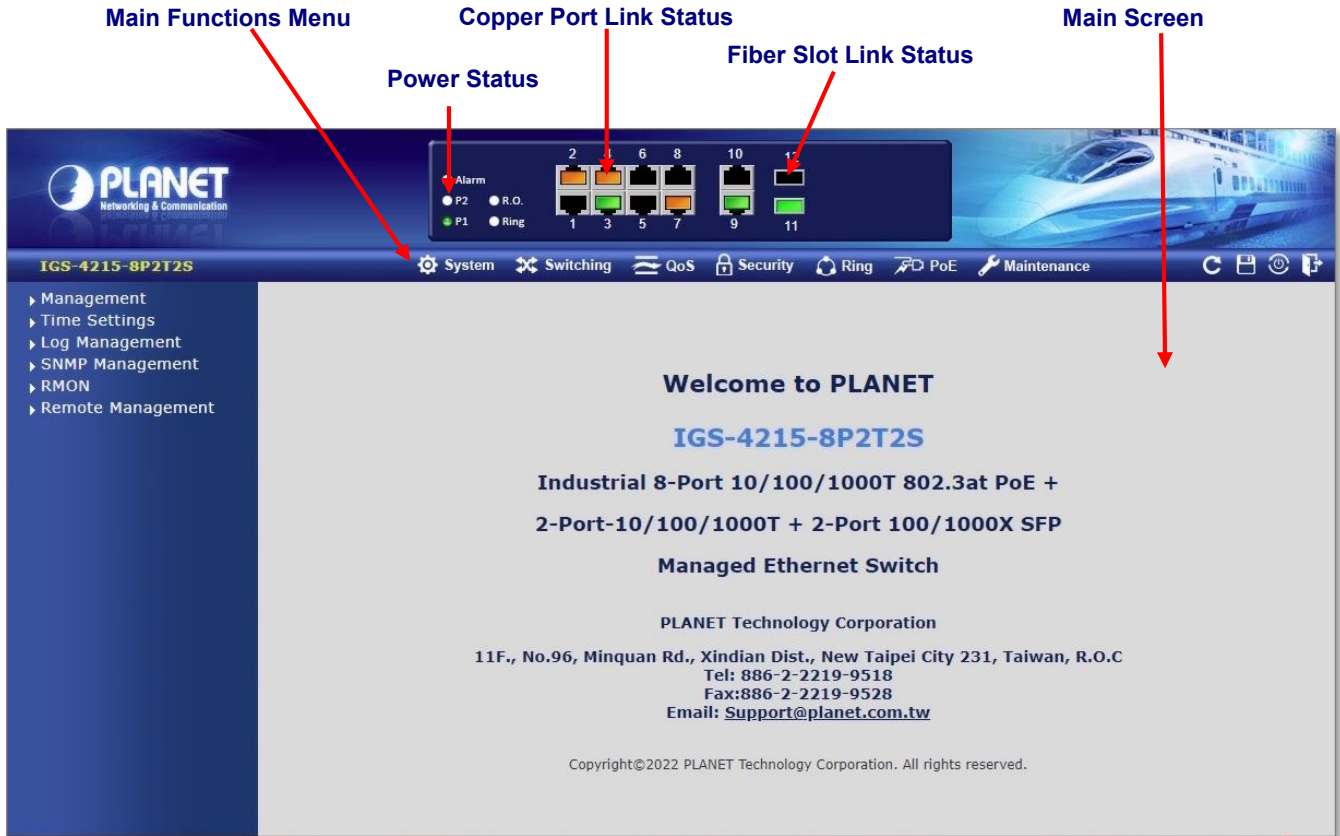 Main Functions Menu
Copper Port Link Status
Main Screen
Fiber Slot Link Status
Power Status
PLANET
Networking & Communication
2 4 6 8 10 12
Alarm
P2 R.O.
P1 Ring
1 3 5 7 9 11
IGS-4215-8P2T2S
System Switching QoS Security Ring PoE Maintenance
Management
Time Settings
Log Management
SNMP Management
RMON
Remote Management
Welcome to PLANET
IGS-4215-8P2T2S
Industrial 8-Port 10/100/1000T 802.3at PoE +
2-Port-10/100/1000T + 2-Port 100/1000X SFP
Managed Ethernet Switch
PLANET Technology Corporation
11F., No.96, Minquan Rd., Xindian Dist., New Taipei City 231, Taiwan, R.O.C
Tel: 886-2-2219-9518
Fax:886-2-2219-9528
Email: Support@planet.com.tw
Copyright©2022 PLANET Technology Corporation. All rights reserved.